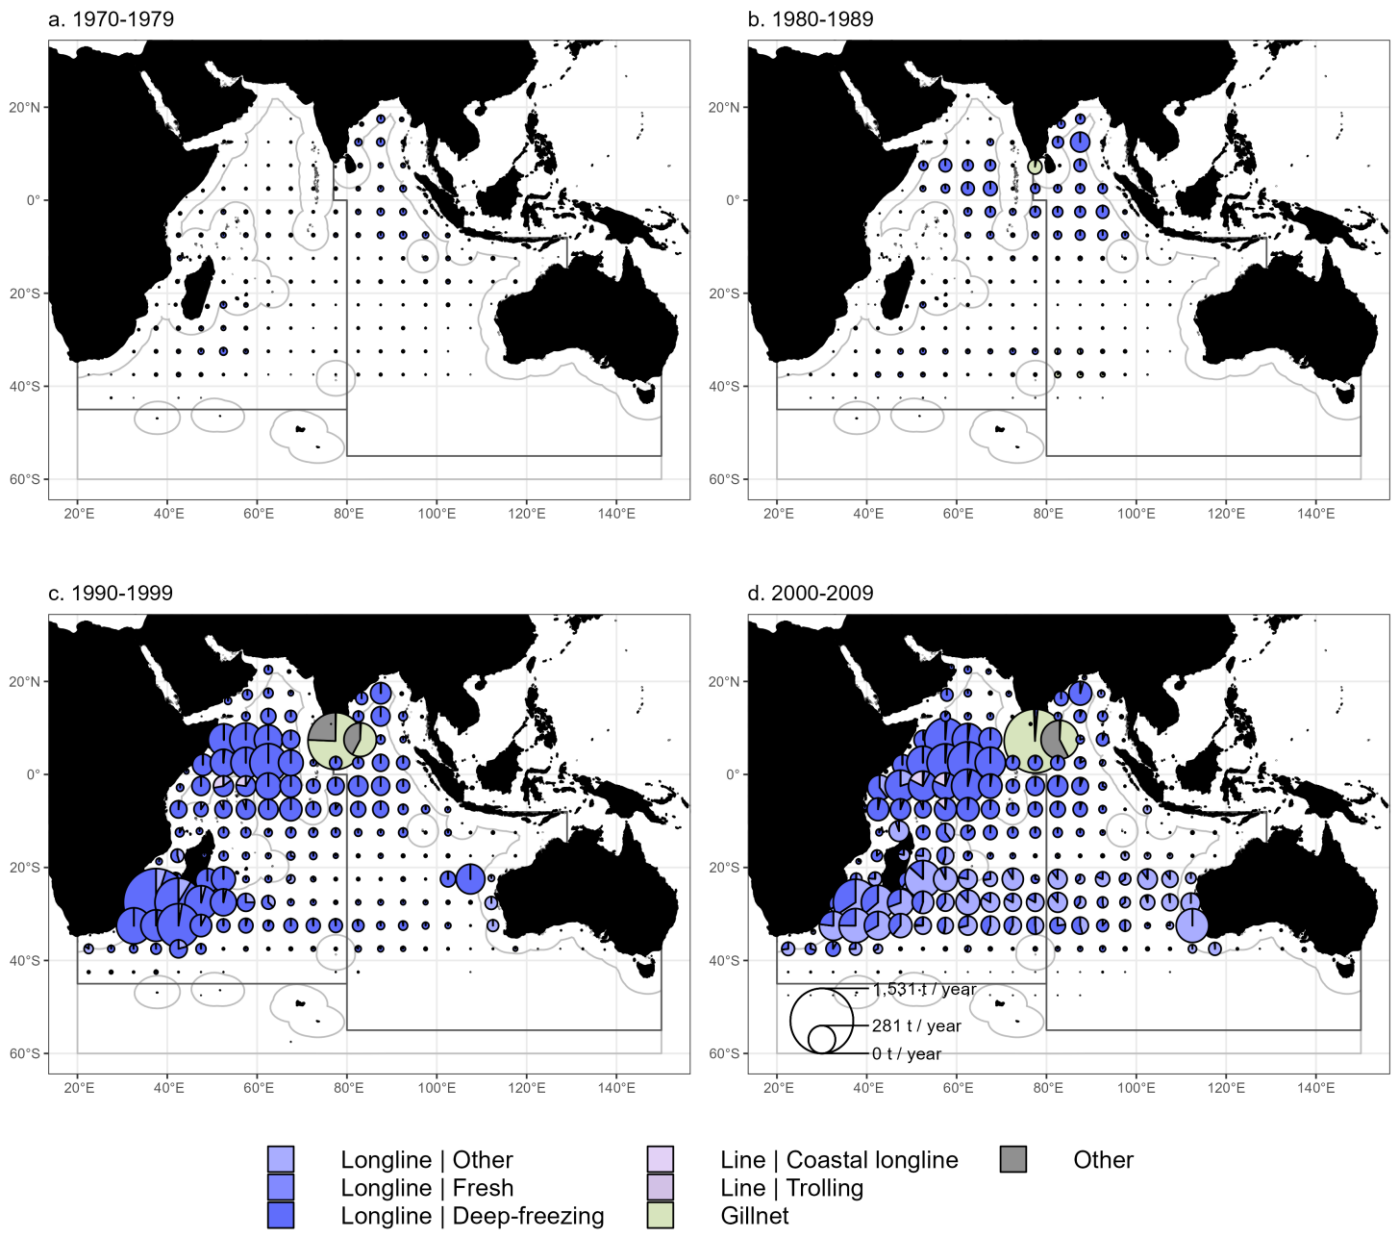 a. 1970-1979
b. 1980-1989
20°N
0°
20°S
40°S
60°S
20°N
0°
20°S
40°S
60°S
20°E 40°E 60°E 80°E 100°E 120°E 140°E
20°E 40°E 60°E 80°E 100°E 120°E 140°E
c. 1990-1999
d. 2000-2009
20°N
0°
20°S
40°S
60°S
20°N
0°
20°S
40°S
60°S
1,531 t / year
281 t / year
0 t / year
20°E 40°E 60°E 80°E 100°E 120°E 140°E
20°E 40°E 60°E 80°E 100°E 120°E 140°E
Longline | Other
Longline | Fresh
Longline | Deep-freezing
Line | Coastal longline
Line | Trolling
Gillnet
Other